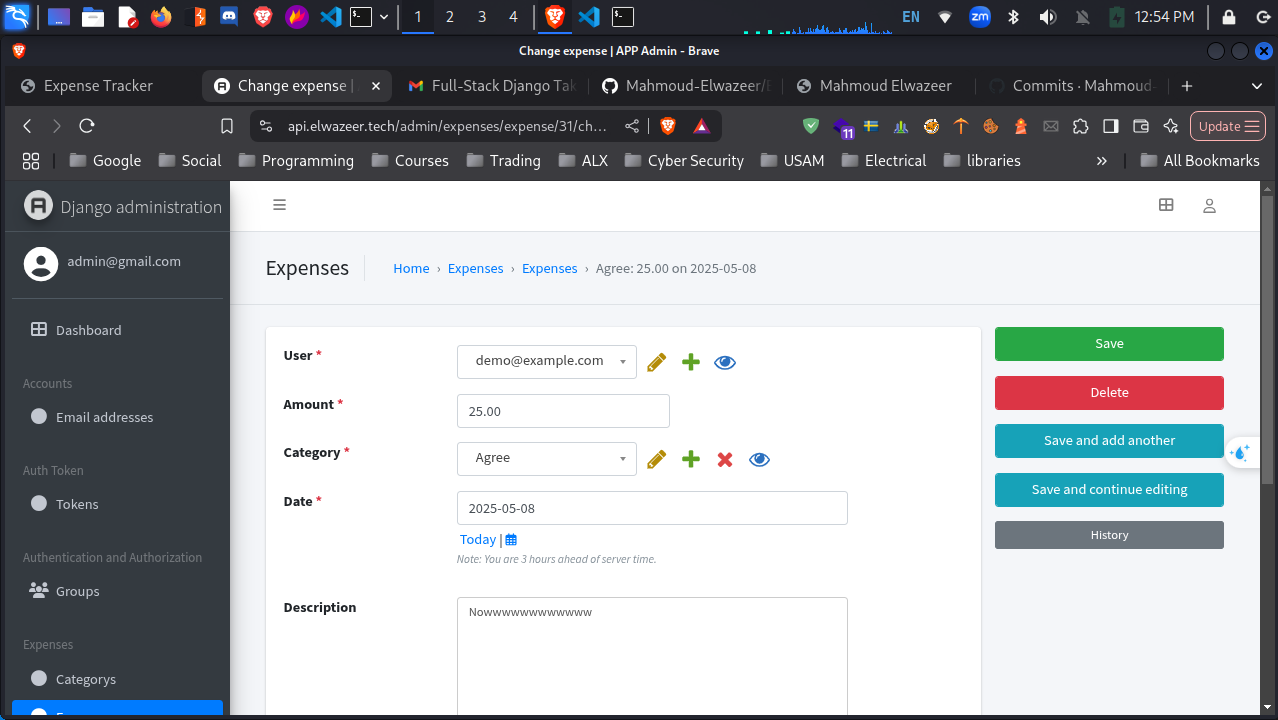 1 2 3 4 EN zm 12:54 PM
Change expense | APP Admin - Brave
Expense Tracker Change expense | Full-Stack Django Tak Mahmoud-Elwazeer/E Mahmoud Elwazeer Commits · Mahmoud-
api.elwazeer.tech/admin/expenses/expense/31/ch... 11 Update
Google Social Programming Courses Trading ALX Cyber Security USAM Electrical libraries » All Bookmarks
Django administration
admin@gmail.com
Dashboard
Accounts
Email addresses
Auth Token
Tokens
Authentication and Authorization
Groups
Expenses
Categorys
Expenses Home › Expenses › Expenses › Agree: 25.00 on 2025-05-08
User * demo@example.com
Amount * 25.00
Category * Agree
Date * 2025-05-08
Today |
Note: You are 3 hours ahead of server time.
Description Nowwwwwwwwwwwww
Save
Delete
Save and add another
Save and continue editing
History